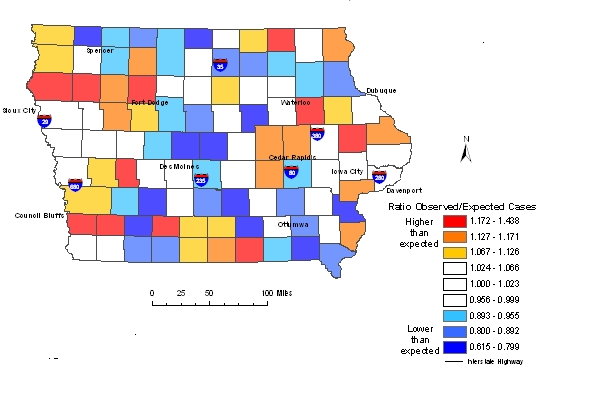 Spencer
35
Dubuque
Fort Dodge
Waterloo
Sioux City
29
380
Cedar Rapids
Des Moines
Iowa City
680
235
80
280
Davenport
Council Bluffs
Ottumwa
N
0 25 50 100 Miles
Ratio Observed/Expected Cases
Higher than expected
1.172 - 1.438
1.127 - 1.171
1.067 - 1.126
1.024 - 1.066
1.000 - 1.023
0.956 - 0.999
0.893 - 0.955
Lower than expected
0.800 - 0.892
0.615 - 0.799
Interstate Highway